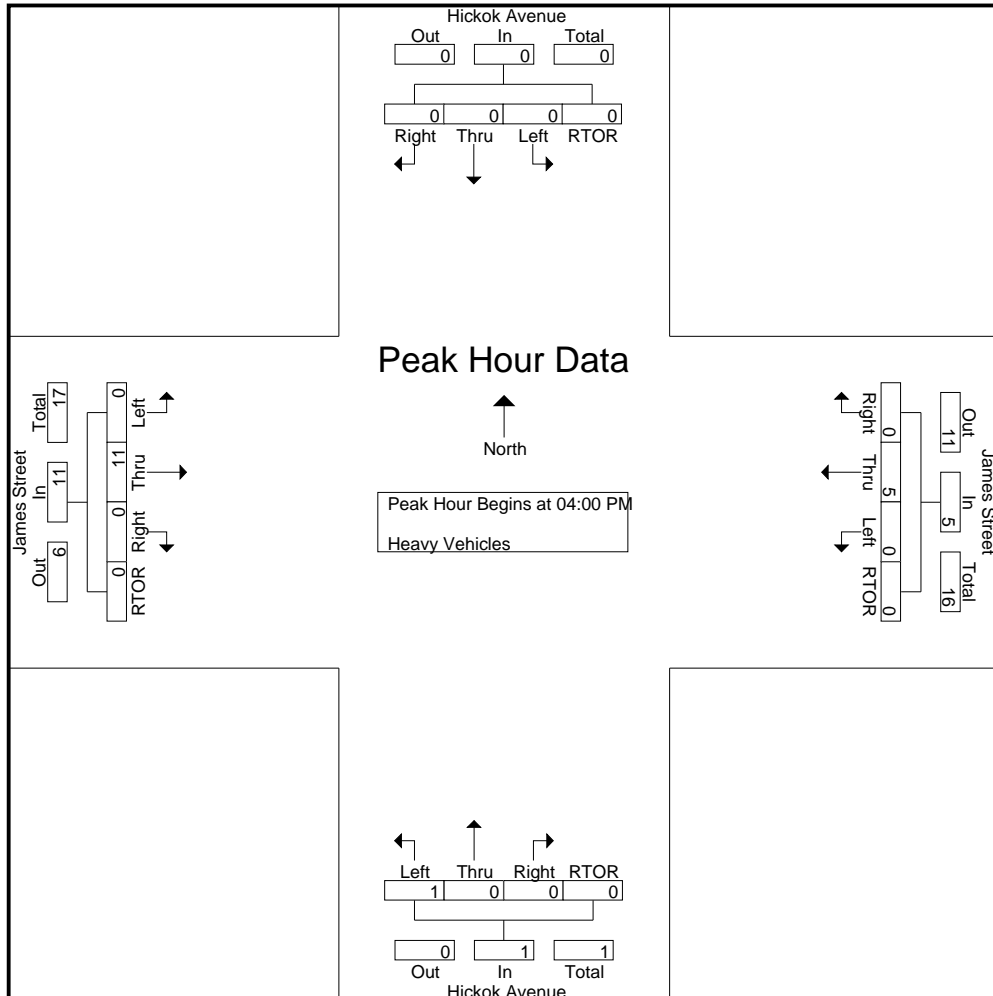 Hickok Avenue
Out In Total
0 0 0
0 0 0 0
Right Thru Left RTOR
Peak Hour Data
North
Peak Hour Begins at 04:00 PM
Heavy Vehicles
James Street
Total In Out
17 11 6
0 11 0 0
Left Thru Right RTOR
James Street
Out In Total
11 5 16
0 5 0 0
Right Thru Left RTOR
Left Thru Right RTOR
1 0 0 0
0 1 1
Out In Total
Hickok Avenue